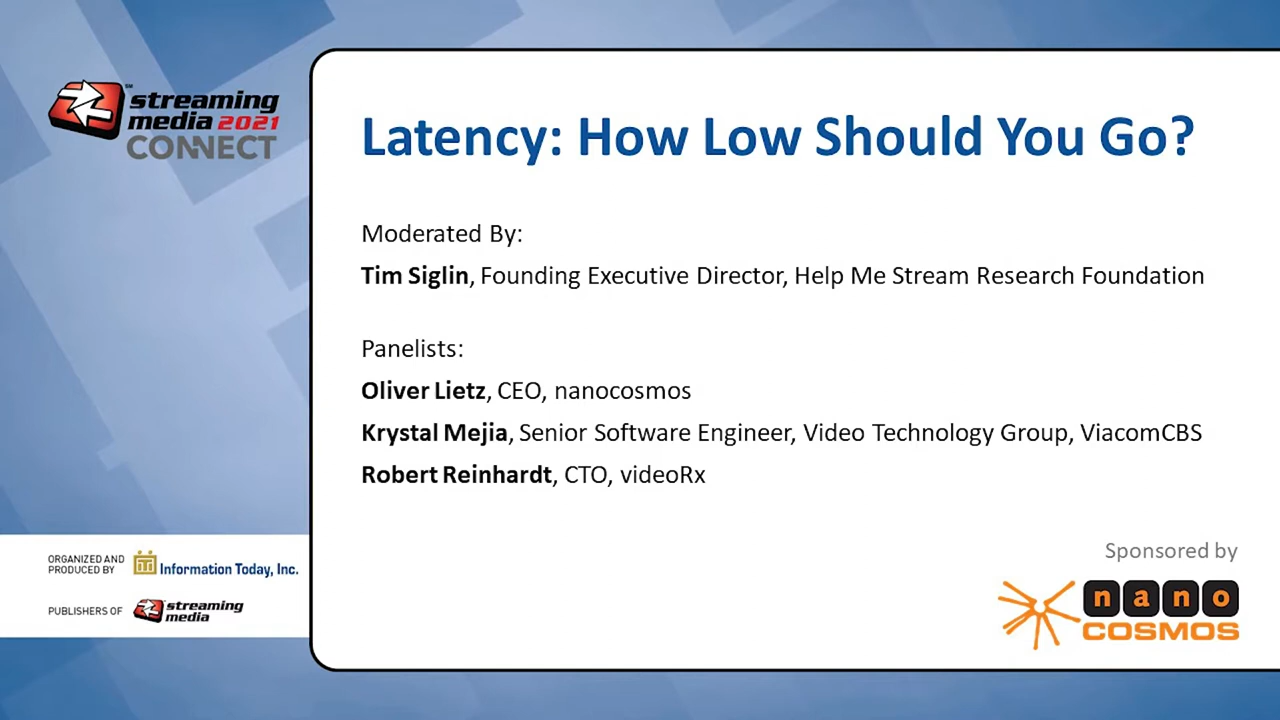 streaming
media 2021
CONNECT
SM
Latency: How Low Should You Go?
Moderated By:
Tim Siglin, Founding Executive Director, Help Me Stream Research Foundation
Panelists:
Oliver Lietz, CEO, nanocosmos
Krystal Mejia, Senior Software Engineer, Video Technology Group, ViacomCBS
Robert Reinhardt, CTO, videoRx
ORGANIZED AND
PRODUCED BY
Information Today, Inc.
PUBLISHERS OF
streaming
media
Sponsored by
nano
COSMOS